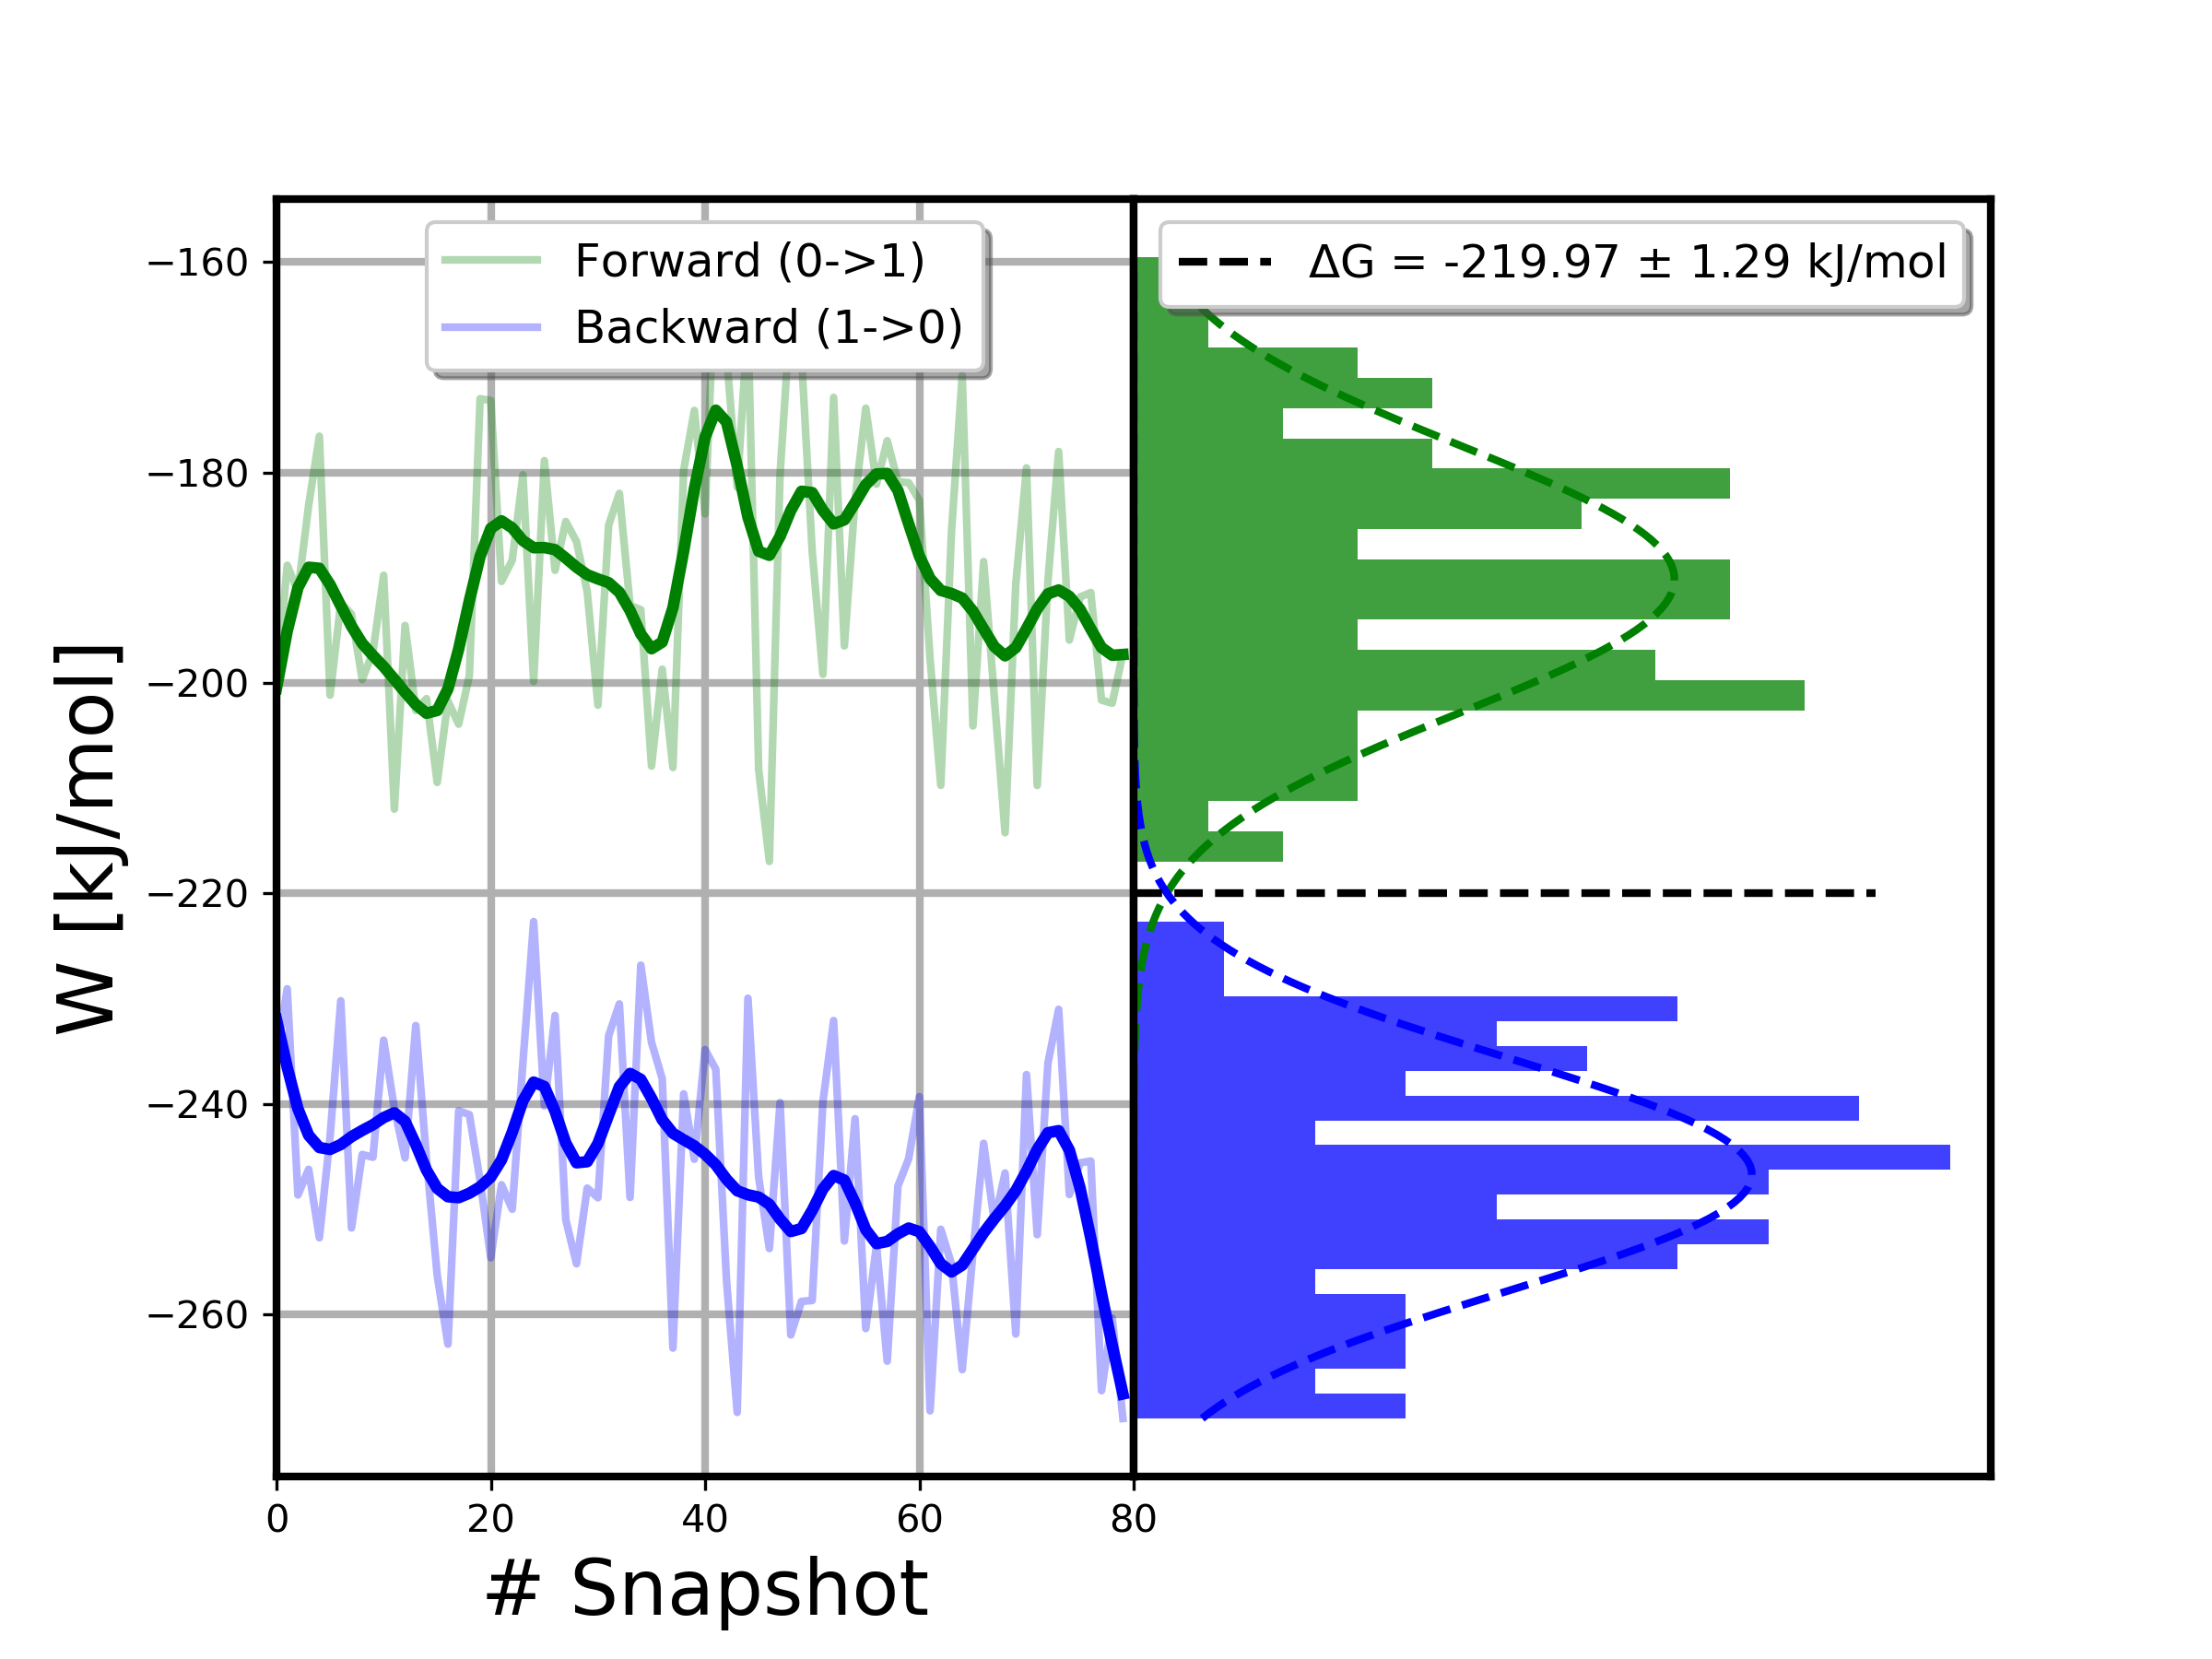 Forward (0->1)
Backward (1->0)
ΔG = -219.97 ± 1.29 kJ/mol
W [kJ/mol]
−160
−180
−200
−220
−240
−260
0 20 40 60 80
# Snapshot